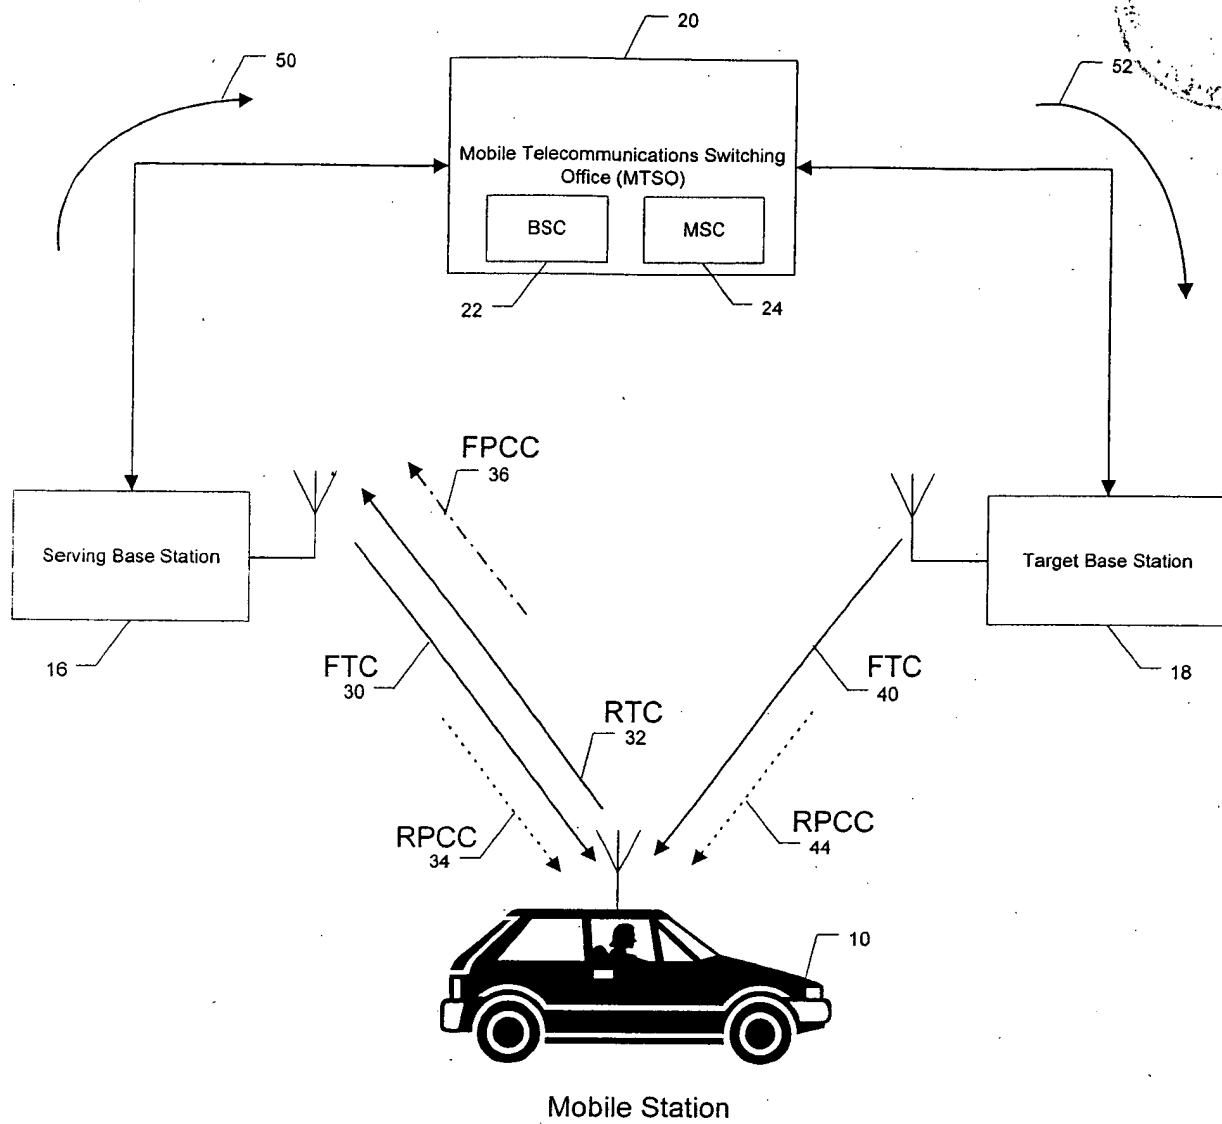 20
50
52
Mobile Telecommunications Switching
Office (MTSO)
BSC
MSC
22
24
FPCC
36
Serving Base Station
Target Base Station
16
FTC
30
RTC
32
FTC
40
18
RPCC
34
RPCC
44
10
Mobile Station